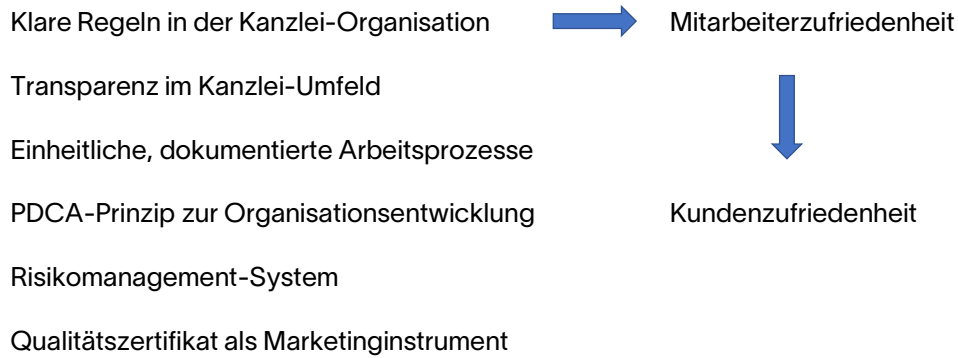 Klare Regeln in der Kanzlei-Organisation
Mitarbeiterzufriedenheit
Transparenz im Kanzlei-Umfeld
Einheitliche, dokumentierte Arbeitsprozesse
PDCA-Prinzip zur Organisationsentwicklung
Kundenzufriedenheit
Risikomanagement-System
Qualitätszertifikat als Marketinginstrument